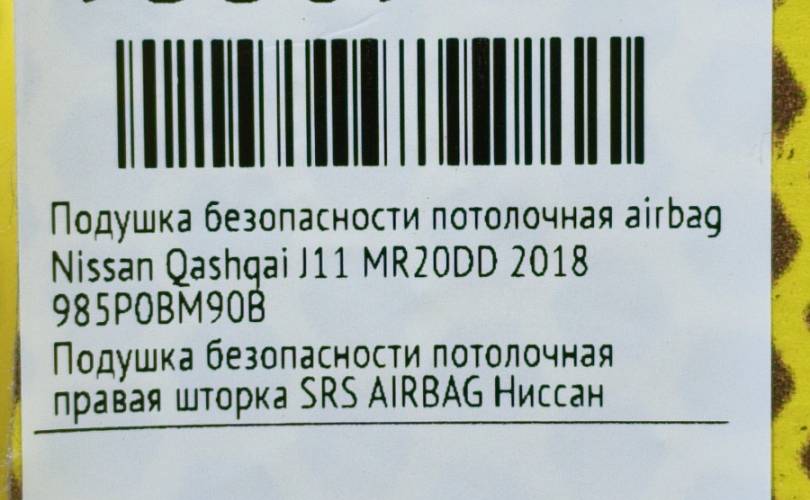 Подушка безопасности потолочная airbag
Nissan Qashqai J11 MR20DD 2018
985P0BM90B
Подушка безопасности потолочная
правая шторка SRS AIRBAG Ниссан